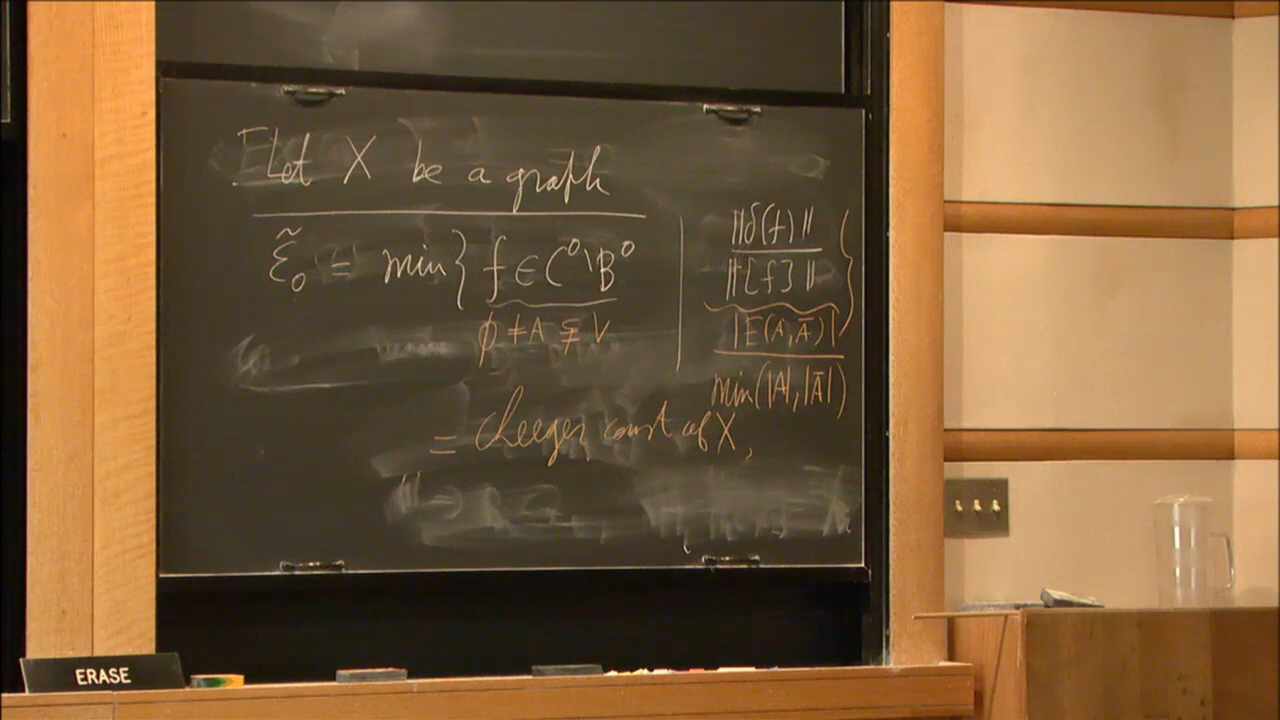 Let X be a graph
ε̃₀ = min { f ∈ C⁰\B⁰ | ‖δ(f)‖ / ‖[f]‖ }
∅ ≠ A ⊊ V
|E(A, Ā)| / min(|A|, |Ā|)
= Cheeger const of X,
ERASE